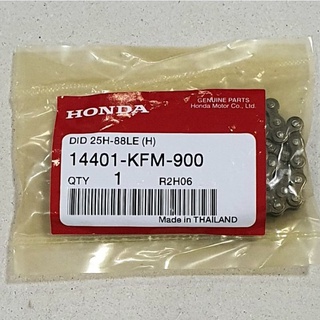 HONDA
GENUINE PARTS
Honda Motor Co., Ltd.
DID 25H-88LE (H)
14401-KFM-900
QTY 1 R2H06
Made in THAILAND